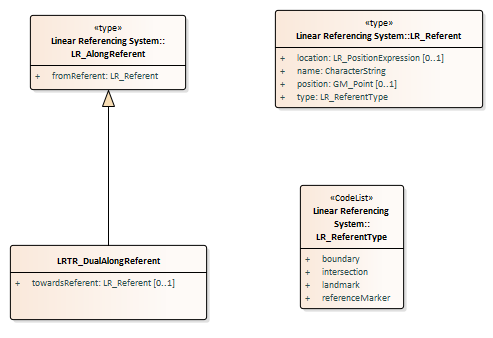 «type»
Linear Referencing System::
LR_AlongReferent
+ fromReferent: LR_Referent
«type»
Linear Referencing System::LR_Referent
+ location: LR_PositionExpression [0..1]
+ name: CharacterString
+ position: GM_Point [0..1]
+ type: LR_ReferentType
«CodeList»
Linear Referencing
System::
LR_ReferentType
+ boundary
+ intersection
+ landmark
+ referenceMarker
LRTR_DualAlongReferent
+ towardsReferent: LR_Referent [0..1]